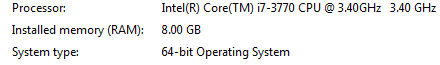 Processor: Intel(R) Core(TM) i7-3770 CPU @ 3.40GHz 3.40 GHz
Installed memory (RAM): 8.00 GB
System type: 64-bit Operating System